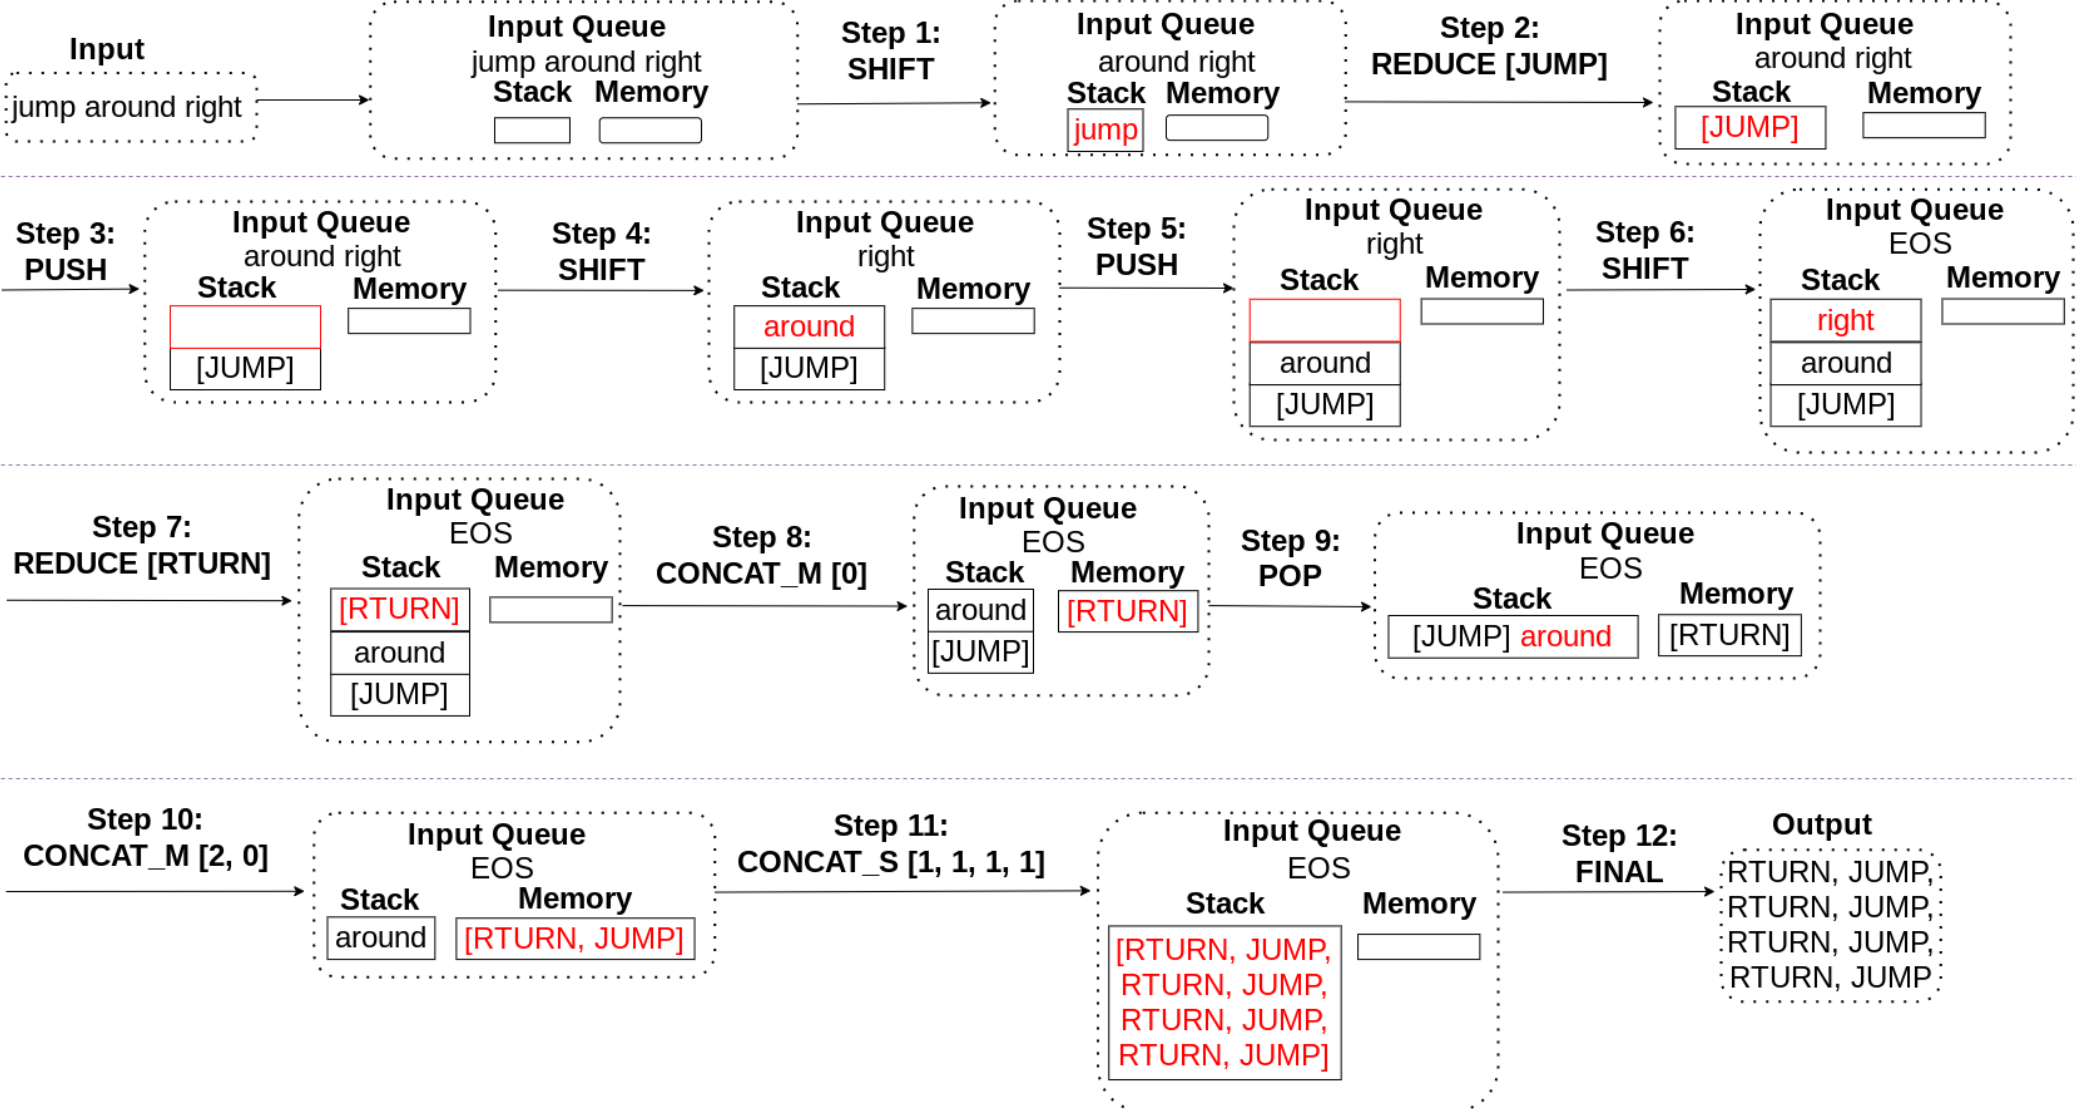 Input
jump around right
Input Queue
jump around right
Stack Memory
Step 1:
SHIFT
Input Queue
around right
Stack Memory
jump
Step 2:
REDUCE [JUMP]
Input Queue
around right
Stack Memory
[JUMP]
Step 3:
PUSH
Input Queue
around right
Stack Memory
[JUMP]
Step 4:
SHIFT
Input Queue
right
Stack Memory
around
[JUMP]
Step 5:
PUSH
Input Queue
right
Stack Memory
around
[JUMP]
Step 6:
SHIFT
Input Queue
EOS
Stack Memory
right
around
[JUMP]
Step 7:
REDUCE [RTURN]
Input Queue
EOS
Stack Memory
[RTURN]
around
[JUMP]
Step 8:
CONCAT_M [0]
Input Queue
EOS
Stack Memory
around [RTURN]
[JUMP]
Step 9:
POP
Input Queue
EOS
Stack Memory
[JUMP] around [RTURN]
Step 10:
CONCAT_M [2, 0]
Input Queue
EOS
Stack Memory
around [RTURN, JUMP]
Step 11:
CONCAT_S [1, 1, 1, 1]
Input Queue
EOS
Stack Memory
[RTURN, JUMP,
RTURN, JUMP,
RTURN, JUMP,
RTURN, JUMP]
Step 12:
FINAL
Output
RTURN, JUMP,
RTURN, JUMP,
RTURN, JUMP,
RTURN, JUMP